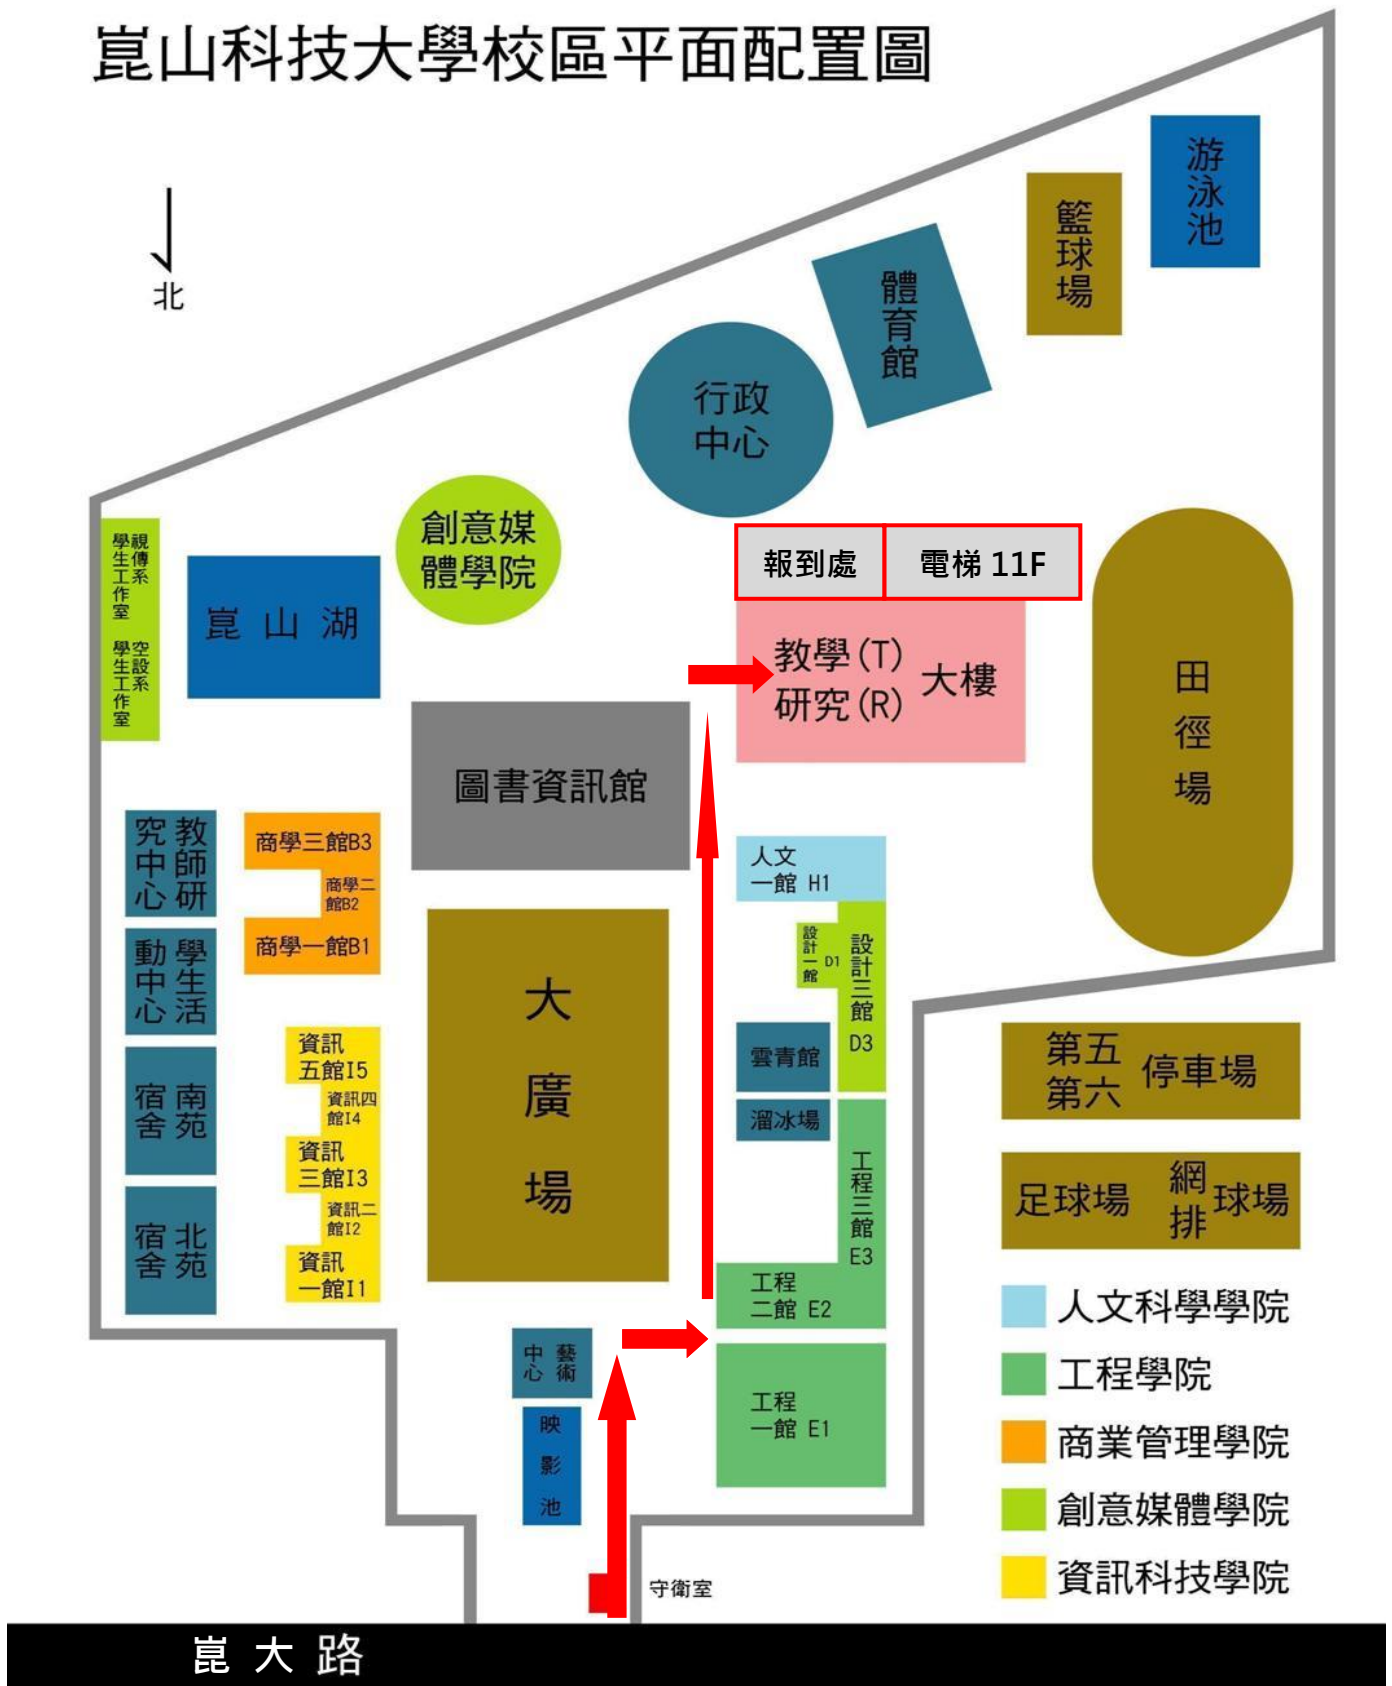 崑山科技大學校區平面配置圖
北
游泳池
籃球場
體育館
行政
中心
創意媒
體學院
報到處
電梯 11F
視傳系
學生工作室
空設系
學生工作室
崑山湖
教學(T)
研究(R)
大樓
田徑場
圖書資訊館
教師研
究中心
商學三館B3
商學二
館B2
商學一館B1
人文
一館 H1
設計一館
D1
設計三館
D3
學生活
動中心
大廣場
資訊
五館I5
資訊四
館I4
資訊
三館I3
資訊二
館I2
資訊
一館I1
南苑
宿舍
北苑
宿舍
雲青館
溜冰場
工程三館
E3
工程
二館 E2
工程
一館 E1
第五
第六
停車場
足球場
網
排
球場
藝術
中心
映影池
守衛室
人文科學學院
工程學院
商業管理學院
創意媒體學院
資訊科技學院
崑大路